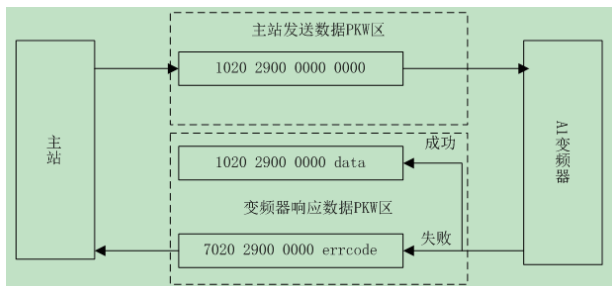 主站发送数据PKW区
1020 2900 0000 0000
主站
A1变频器
成功
1020 2900 0000 data
变频器响应数据PKW区
失败
7020 2900 0000 errcode